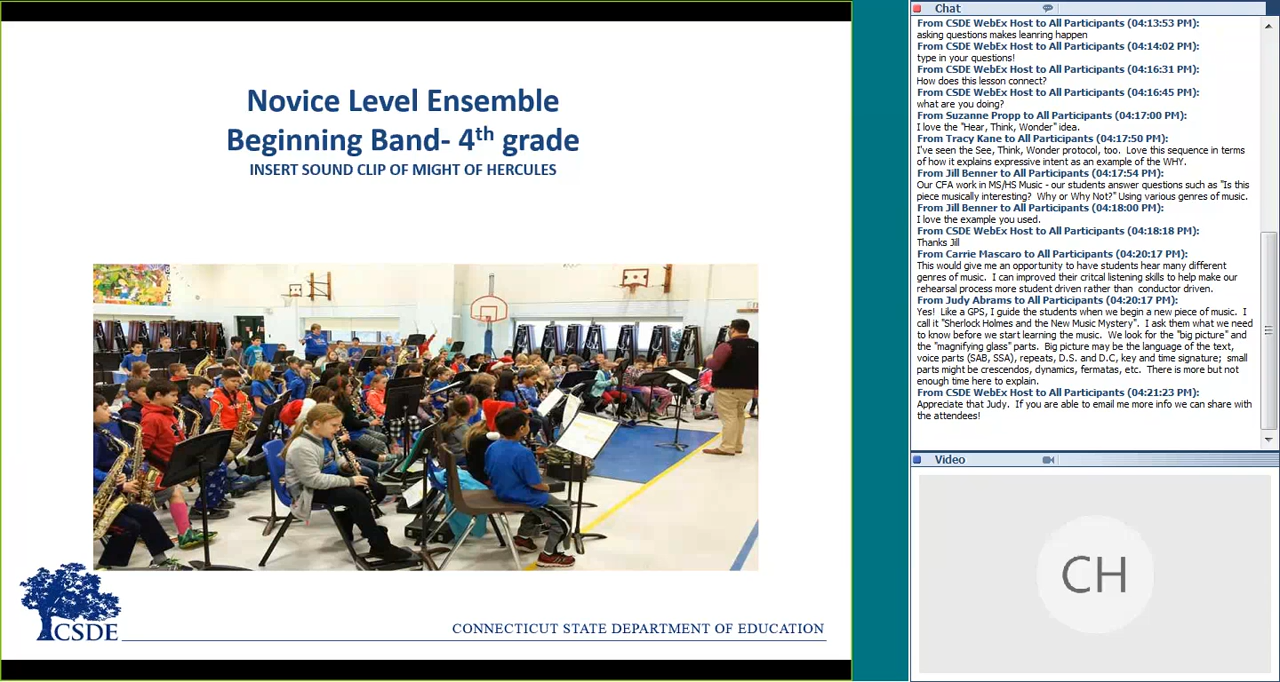 Novice Level Ensemble
Beginning Band- 4th grade
INSERT SOUND CLIP OF MIGHT OF HERCULES
CSDE
CONNECTICUT STATE DEPARTMENT OF EDUCATION
Chat
From CSDE WebEx Host to All Participants (04:13:53 PM):
asking questions makes leanring happen
From CSDE WebEx Host to All Participants (04:14:02 PM):
type in your questions!
From CSDE WebEx Host to All Participants (04:16:31 PM):
How does this lesson connect?
From CSDE WebEx Host to All Participants (04:16:45 PM):
what are you doing?
From Suzanne Propp to All Participants (04:17:00 PM):
I love the "Hear, Think, Wonder" idea.
From Tracy Kane to All Participants (04:17:50 PM):
I've seen the See, Think, Wonder protocol, too. Love this sequence in terms
of how it explains expressive intent as an example of the WHY.
From Jill Benner to All Participants (04:17:54 PM):
Our CFA work in MS/HS Music - our students answer questions such as "Is this
piece musically interesting? Why or Why Not?" Using various genres of music.
From Jill Benner to All Participants (04:18:00 PM):
I love the example you used.
From CSDE WebEx Host to All Participants (04:18:18 PM):
Thanks Jill
From Carrie Mascaro to All Participants (04:20:17 PM):
This would give me an opportunity to have students hear many different
genres of music. I can improved their critcal listening skills to help make our
rehearsal process more student driven rather than conductor driven.
From Judy Abrams to All Participants (04:20:17 PM):
Yes! Like a GPS, I guide the students when we begin a new piece of music. I
call it "Sherlock Holmes and the New Music Mystery". I ask them what we need
to know before we start learning the music. We look for the "big picture" and
the "magnifying glass" parts. Big picture may be the language of the text,
voice parts (SAB, SSA), repeats, D.S. and D.C, key and time signature; small
parts might be crescendos, dynamics, fermatas, etc. There is more but not
enough time here to explain.
From CSDE WebEx Host to All Participants (04:21:23 PM):
Appreciate that Judy. If you are able to email me more info we can share with
the attendees!
Video
CH